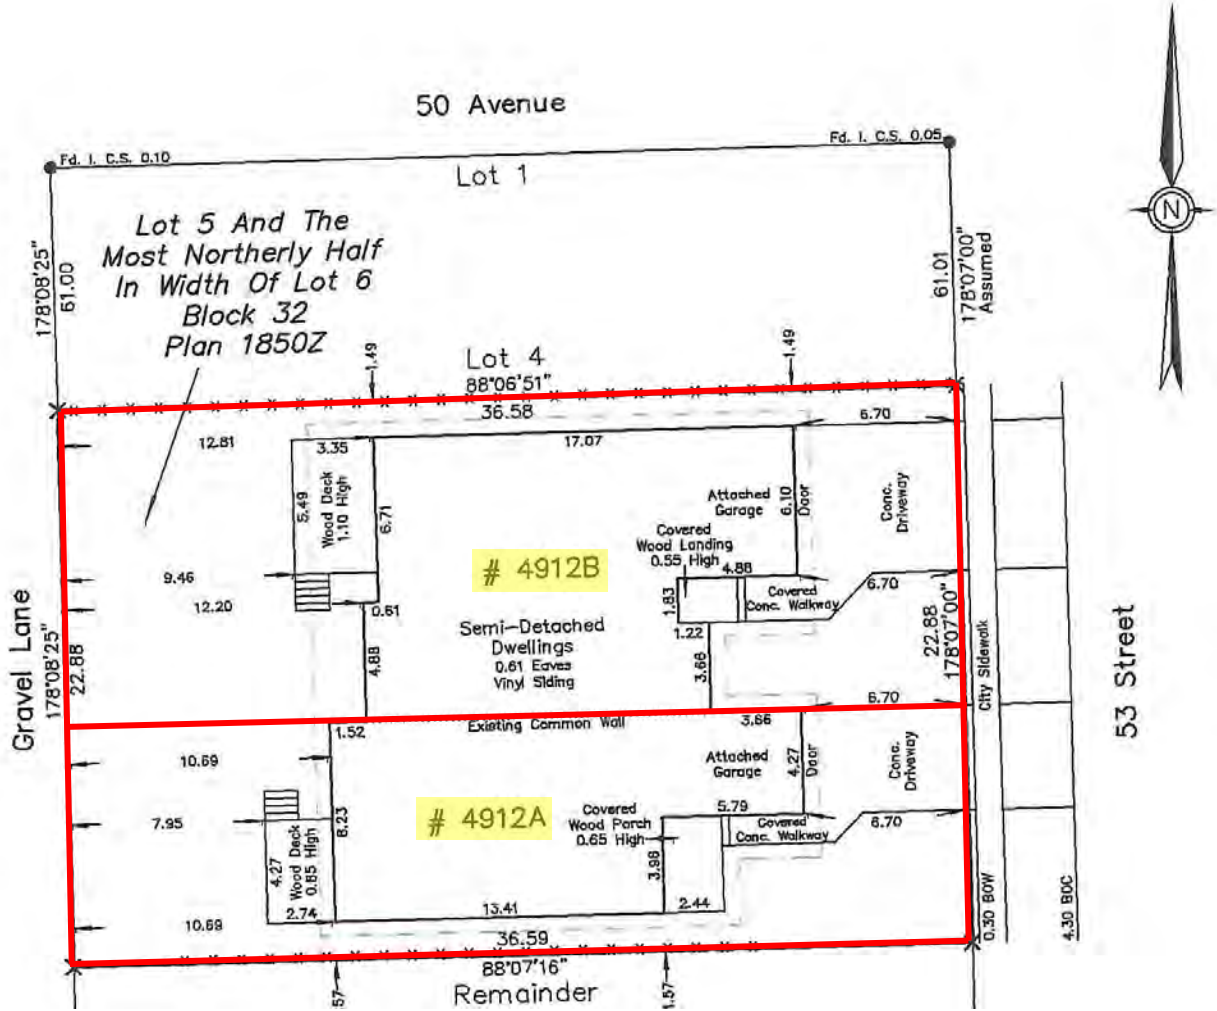 50 Avenue
Fd. I. C.S. 0.10
Fd. I. C.S. 0.05
Lot 1
N
Lot 5 And The
Most Northerly Half
In Width Of Lot 6
Block 32
Plan 1850Z
178°08'25"
61.00
61.01
178°07'00"
Assumed
1.49
Lot 4
88°06'51"
1.49
36.58
6.70
12.81
3.35
17.07
5.49
Wood Deck
1.10 High
6.71
Attached
Garage
6.10
Door
Conc.
Driveway
Covered
Wood Landing
0.55 High
4.88
# 4912B
9.46
12.20
0.61
1.83
Covered
Conc. Walkway
6.70
1.22
Semi-Detached
Dwellings
0.61 Eaves
Vinyl Siding
4.88
3.66
22.88
178°07'00"
City Sidewalk
53 Street
Gravel Lane
178°08'25"
22.88
6.70
1.52
Existing Common Wall
3.66
10.69
Attached
Garage
4.27
Door
Conc.
Driveway
7.95
8.23
# 4912A
Covered
Wood Porch
0.65 High
5.79
Covered
Conc. Walkway
6.70
4.27
Wood Deck
0.85 High
3.96
2.74
13.41
2.44
10.69
36.59
88°07'16"
0.30 BOW
4.30 BOC
Remainder